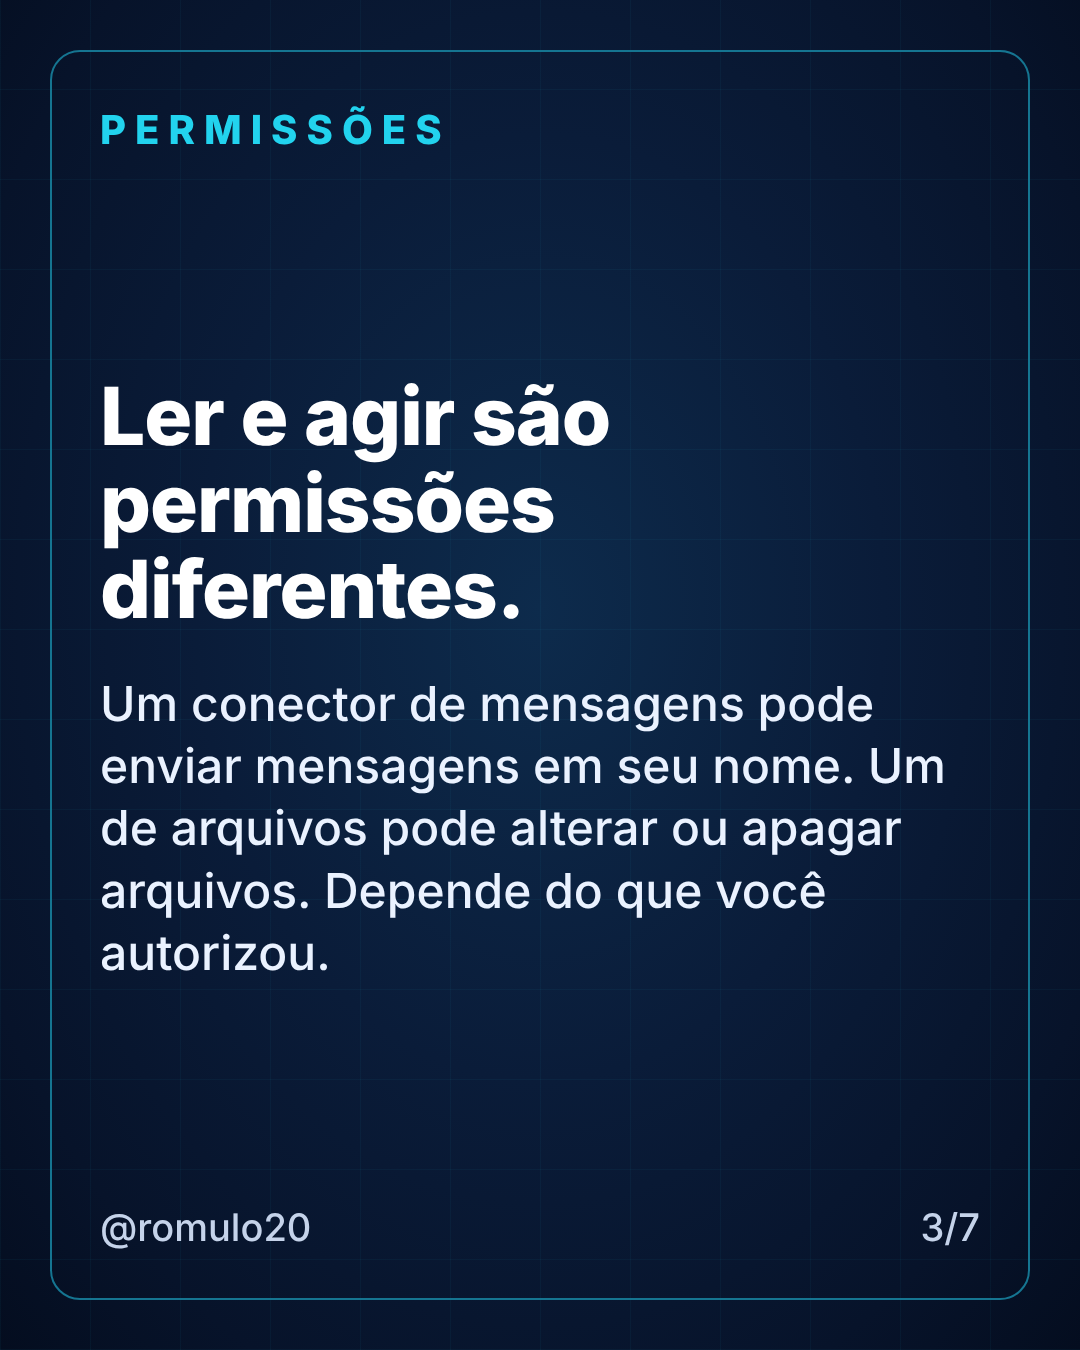 PERMISSÕES
Ler e agir são
permissões
diferentes.
Um conector de mensagens pode
enviar mensagens em seu nome. Um
de arquivos pode alterar ou apagar
arquivos. Depende do que você
autorizou.
@romulo20
3/7